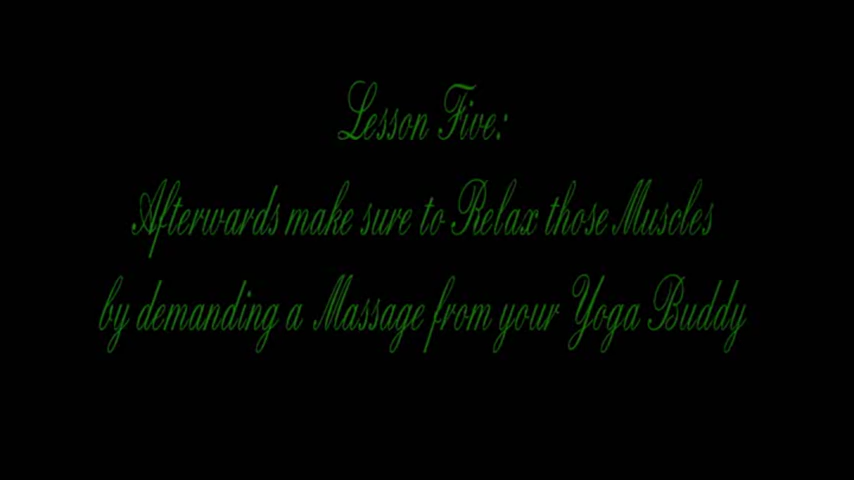 Lesson Five:
Afterwards make sure to Relax those Muscles
by demanding a Massage from your Yoga Buddy